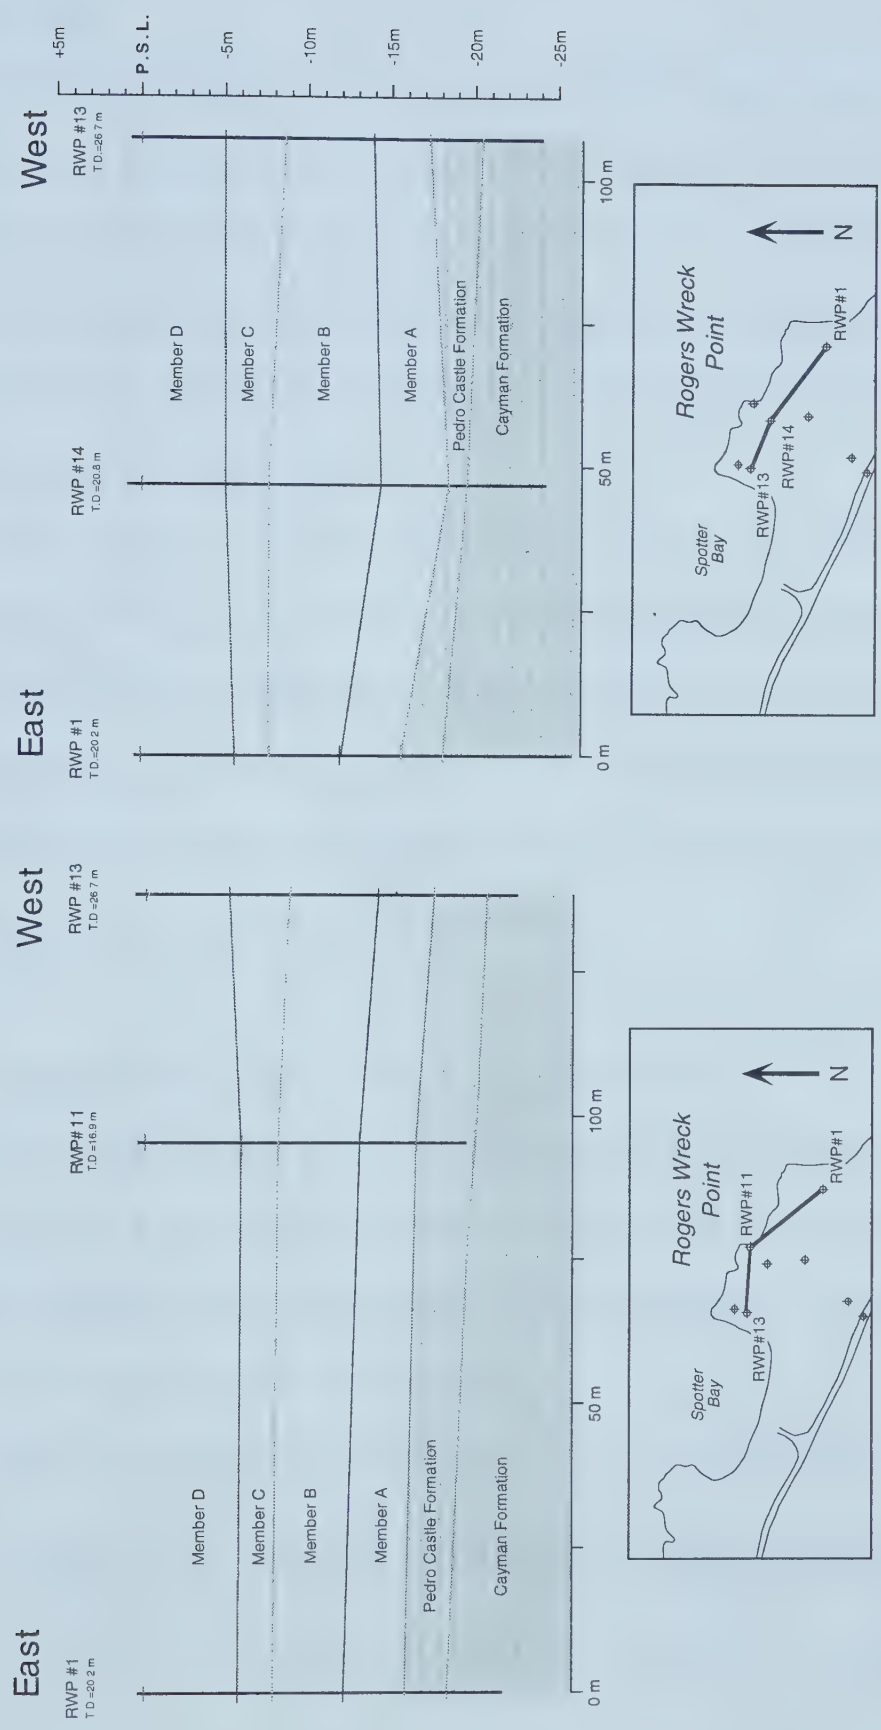 East
West
RWP #1
T D =20 2 m
RWP#11
T.D =16.9 m
RWP #13
T.D =26 7 m
Member D
Member C
Member B
Member A
Pedro Castle Formation
Cayman Formation
0 m
50 m
100 m
Rogers Wreck
Point
Spotter
Bay
RWP#13
RWP#11
RWP#1
N
East
West
RWP #1
T D.=20 2 m
RWP #14
T.D =20.8 m
RWP #13
T D.=26 7 m
+5m
P.S.L.
-5m
-10m
-15m
-20m
-25m
Member D
Member C
Member B
Member A
Pedro Castle Formation
Cayman Formation
0 m
50 m
100 m
Rogers Wreck
Point
Spotter
Bay
RWP#13
RWP#14
RWP#1
N